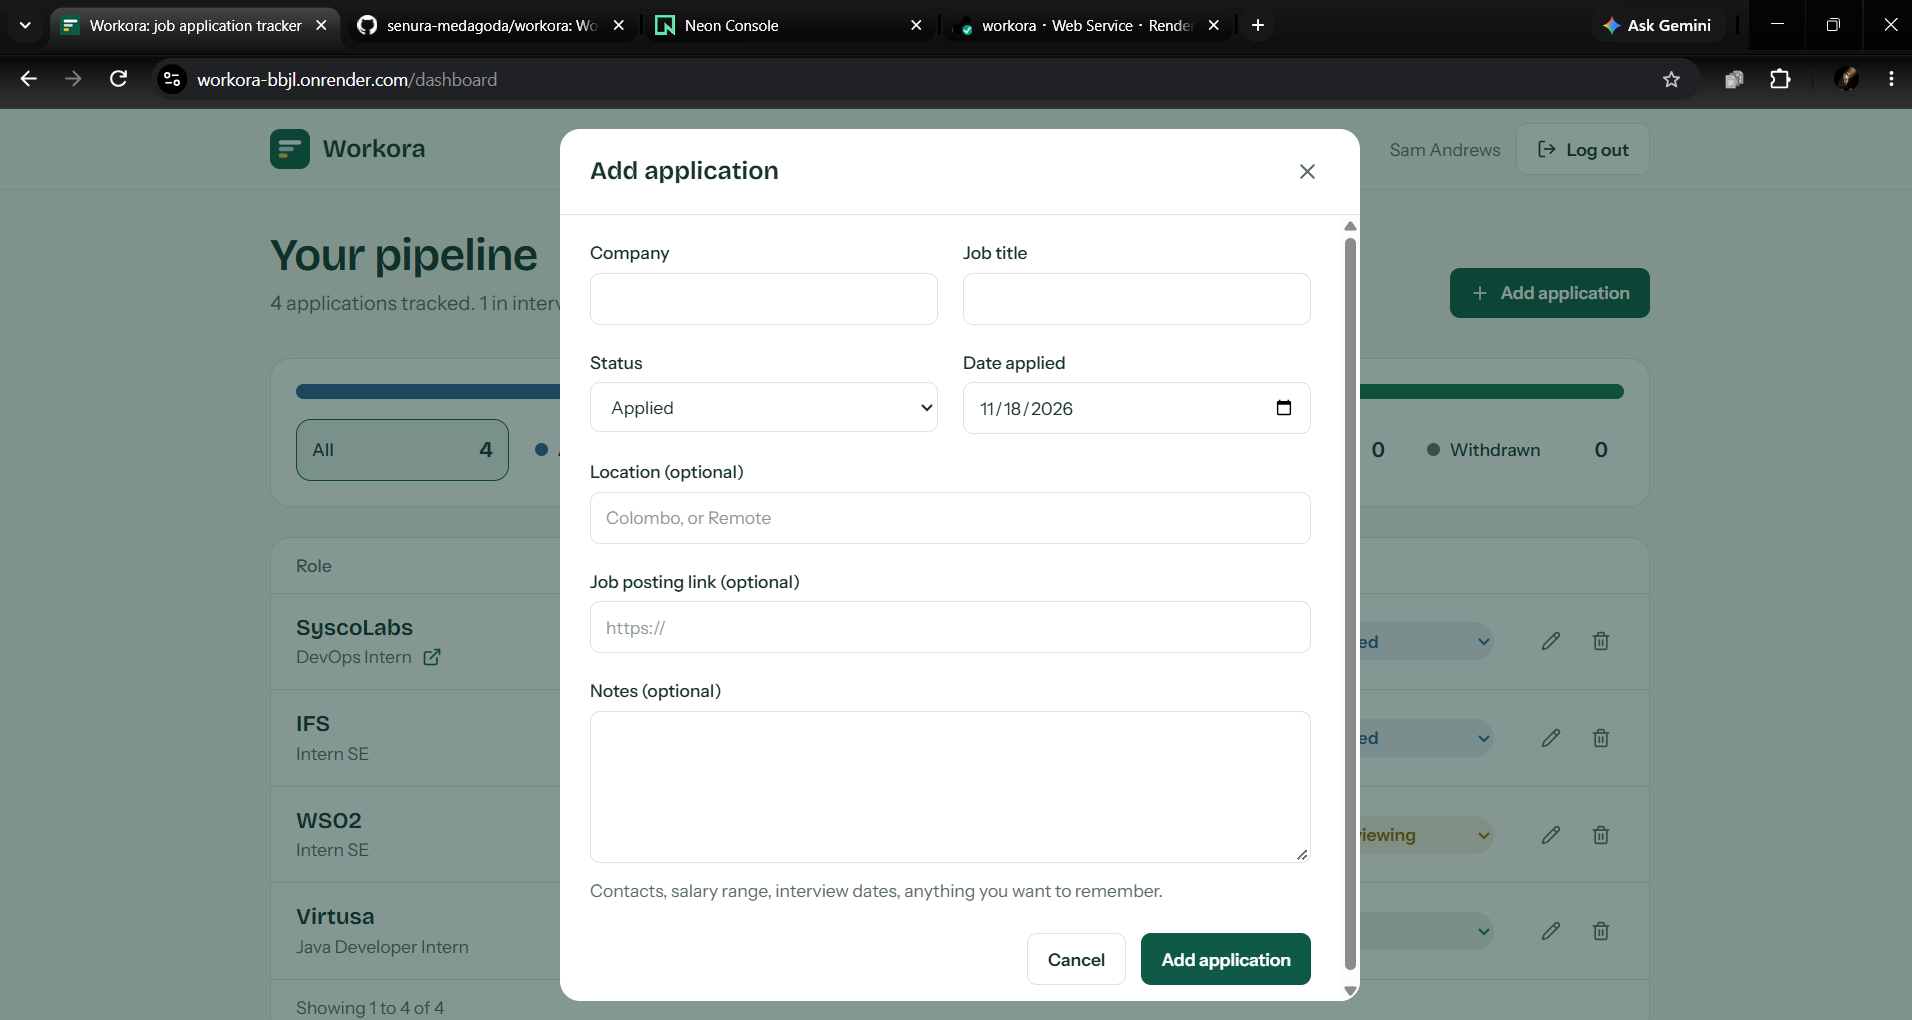 Workora: job application tracker
senura-medagoda/workora: Wo
Neon Console
workora · Web Service · Render
Ask Gemini
workora-bbjl.onrender.com/dashboard
Workora
Sam Andrews
Log out
Your pipeline
4 applications tracked. 1 in interv
Add application
All 4
0
Withdrawn 0
Role
SyscoLabs
DevOps Intern
ed
IFS
Intern SE
ed
WSO2
Intern SE
viewing
Virtusa
Java Developer Intern
Showing 1 to 4 of 4
Add application
Company
Job title
Status
Date applied
Applied
11/18/2026
Location (optional)
Colombo, or Remote
Job posting link (optional)
https://
Notes (optional)
Contacts, salary range, interview dates, anything you want to remember.
Cancel
Add application